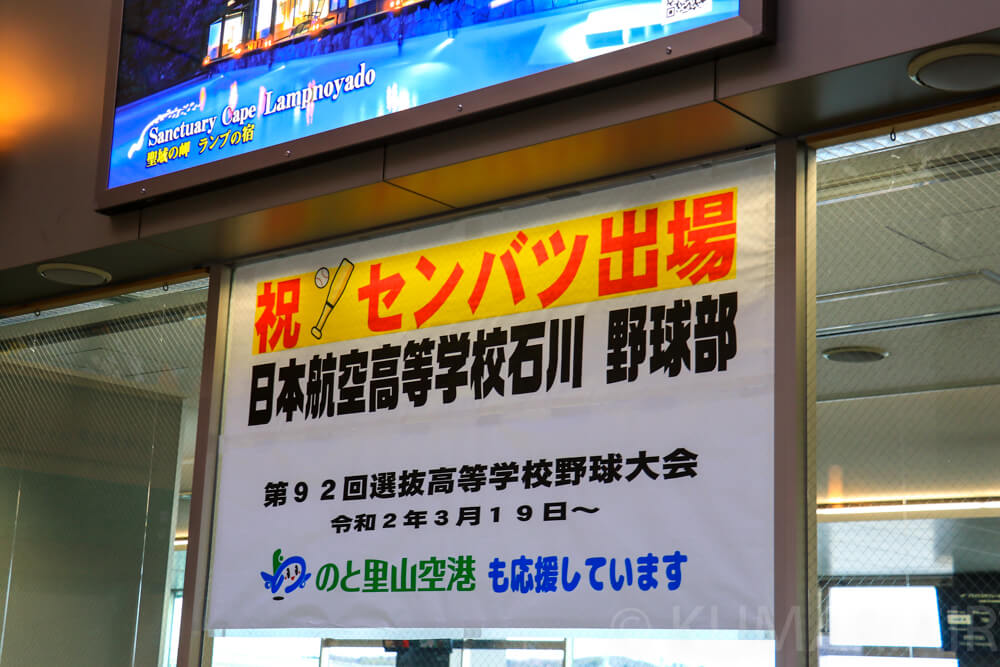 Sanctuary Cape Lampnoyado
聖域の岬 ランプの宿
祝 センバツ出場
日本航空高等学校石川 野球部
第92回選抜高等学校野球大会
令和2年3月19日～
のと里山空港 も応援しています